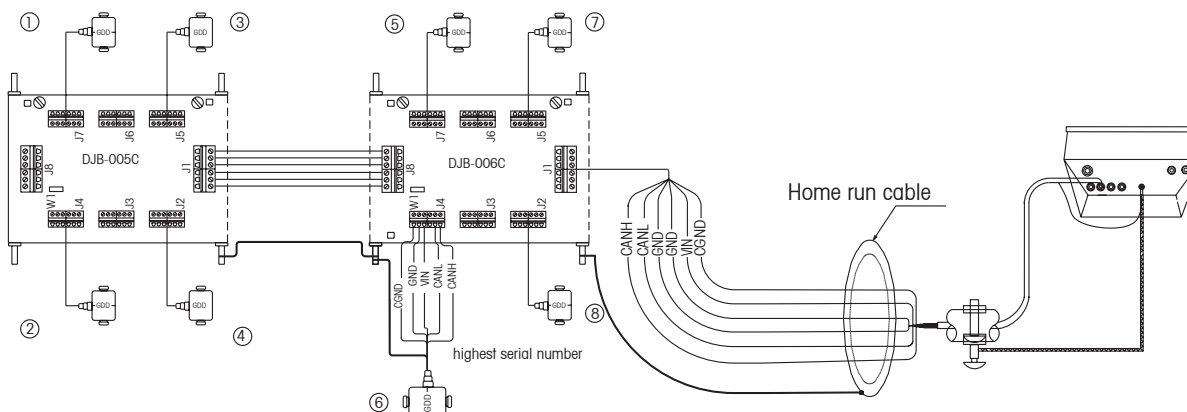 ① GDD ③ GDD ⑤ GDD ⑦ GDD
J7 J6 J5 J7 J6 J5
J8 DJB-005C J1 J8 DJB-006C J1
W1 J4 J3 J2 W1 J4 J3 J2
Home run cable
CANH CANL GND GND VIN CGND
CGND GND VIN CANL CANH
② GDD GDD ④ GDD ⑧
highest serial number
⑥ GDD